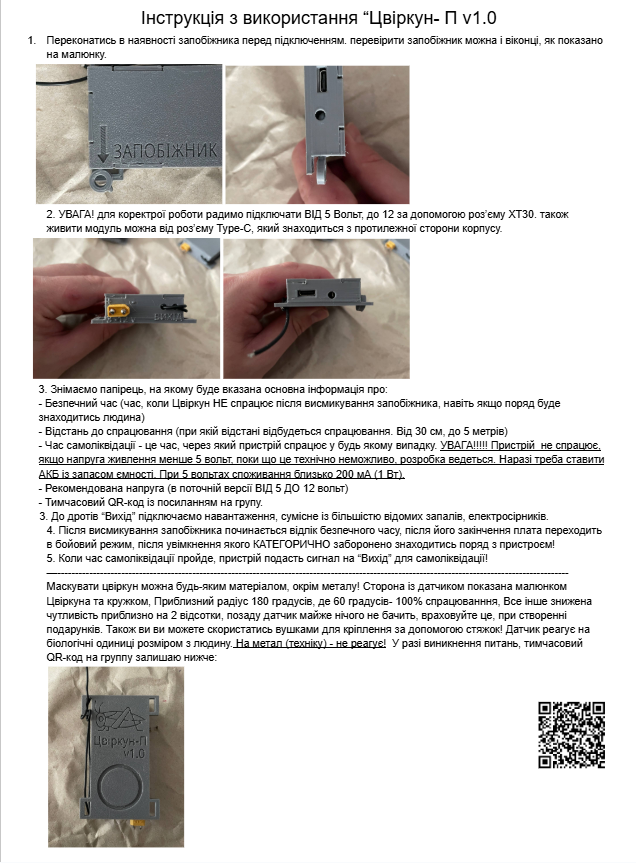 Інструкція з використання “Цвіркун- П v1.0
1. Переконатись в наявності запобіжника перед підключенням. перевірити запобіжник можна і віконці, як показано
на малюнку.
ЗАПОБІЖНИК
2. УВАГА! для коректрої роботи радимо підключати ВІД 5 Вольт, до 12 за допомогою роз’єму XT30. також
живити модуль можна від роз’єму Type-C, який знаходиться з протилежної сторони корпусу.
ВИХІД
3. Знімаємо папірець, на якому буде вказана основна інформація про:
- Безпечний час (час, коли Цвіркун НЕ спрацює після висмикування запобіжника, навіть якщо поряд буде
знаходитись людина)
- Відстань до спрацювання (при якій відстані відбудеться спрацювання. Від 30 см, до 5 метрів)
- Час самоліквідації - це час, через який пристрій спрацює у будь якому випадку. УВАГА!!!!! Пристрій не спрацює,
якщо напруга живлення менше 5 вольт, поки що це технічно неможливо, розробка ведеться. Наразі треба ставити
АКБ із запасом ємності. При 5 вольтах споживання близько 200 мА (1 Вт).
- Рекомендована напруга (в поточній версії ВІД 5 ДО 12 вольт)
- Тимчасовий QR-код із посиланням на групу.
3. До дротів “Вихід” підключаємо навантаження, сумісне із більшістю відомих запалів, електросірників.
4. Після висмикування запобіжника починається відлік безпечного часу, після його закінчення плата переходить
в бойовий режим, після увімкнення якого КАТЕГОРИЧНО заборонено знаходитись поряд з пристроєм!
5. Коли час самоліквідації пройде, пристрій подасть сигнал на “Вихід” для самоліквідації!
Маскувати цвіркун можна будь-яким матеріалом, окрім металу! Сторона із датчиком показана малюнком
Цвіркуна та кружком, Приблизний радіус 180 градусів, де 60 градусів- 100% спрацюванння, Все інше знижена
чутливість приблизно на 2 відсотки, позаду датчик майже нічого не бачить, враховуйте це, при створенні
подарунків. Також ви ви можете скористатись вушками для кріплення за допомогою стяжок! Датчик реагує на
біологічні одиниці розміром з людину. На метал (техніку) - не реагує! У разі виникнення питань, тимчасовий
QR-код на группу залишаю нижче:
Цвіркун-П
v1.0